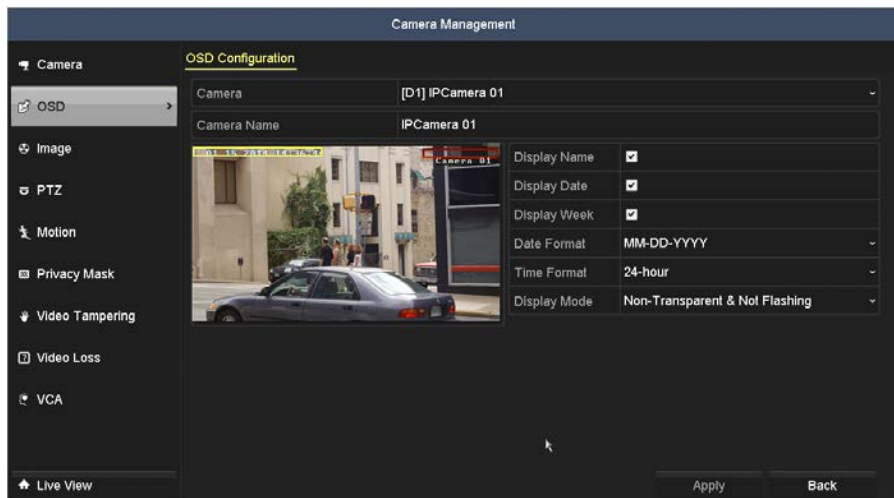 Camera Management
Camera
OSD
Image
PTZ
Motion
Privacy Mask
Video Tampering
Video Loss
VCA
Live View
OSD Configuration
Camera [D1] IPCamera 01
Camera Name IPCamera 01
Camera 01
Display Name
Display Date
Display Week
Date Format MM-DD-YYYY
Time Format 24-hour
Display Mode Non-Transparent & Not Flashing
Apply Back